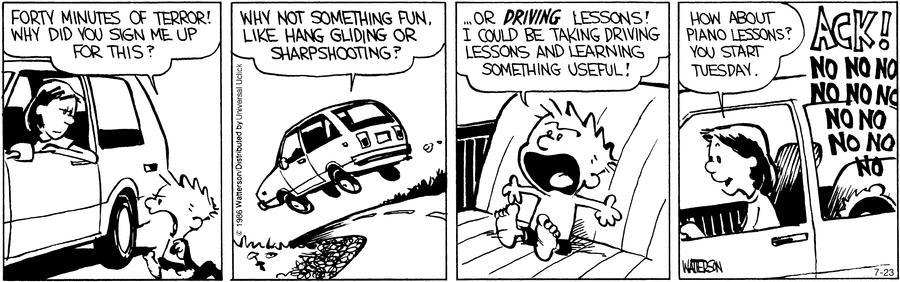 FORTY MINUTES OF TERROR!
WHY DID YOU SIGN ME UP
FOR THIS?
WHY NOT SOMETHING FUN,
LIKE HANG GLIDING OR
SHARPSHOOTING?
© 1986 Watterson/Distributed by Universal Uclick
...OR DRIVING LESSONS!
I COULD BE TAKING DRIVING
LESSONS AND LEARNING
SOMETHING USEFUL!
HOW ABOUT
PIANO LESSONS?
YOU START
TUESDAY.
ACK!
NO NO NO
NO NO NO
NO NO
NO NO
NO
WATTERSON
7-23